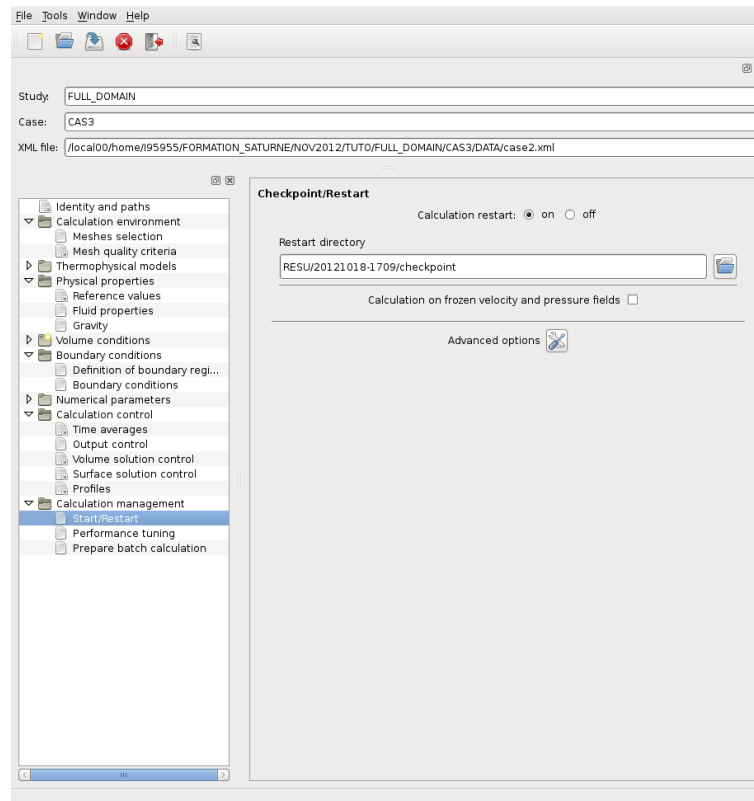 File Tools Window Help
Study: FULL_DOMAIN
Case: CAS3
XML file: /local00/home/I95955/FORMATION_SATURNE/NOV2012/TUTO/FULL_DOMAIN/CAS3/DATA/case2.xml
Identity and paths
Calculation environment
Meshes selection
Mesh quality criteria
Thermophysical models
Physical properties
Reference values
Fluid properties
Gravity
Volume conditions
Boundary conditions
Definition of boundary regi...
Boundary conditions
Numerical parameters
Calculation control
Time averages
Output control
Volume solution control
Surface solution control
Profiles
Calculation management
Start/Restart
Performance tuning
Prepare batch calculation
Checkpoint/Restart
Calculation restart: on off
Restart directory
RESU/20121018-1709/checkpoint
Calculation on frozen velocity and pressure fields
Advanced options